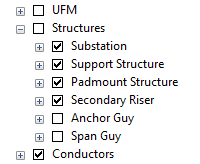 UFM
Structures
Substation
Support Structure
Padmount Structure
Secondary Riser
Anchor Guy
Span Guy
Conductors